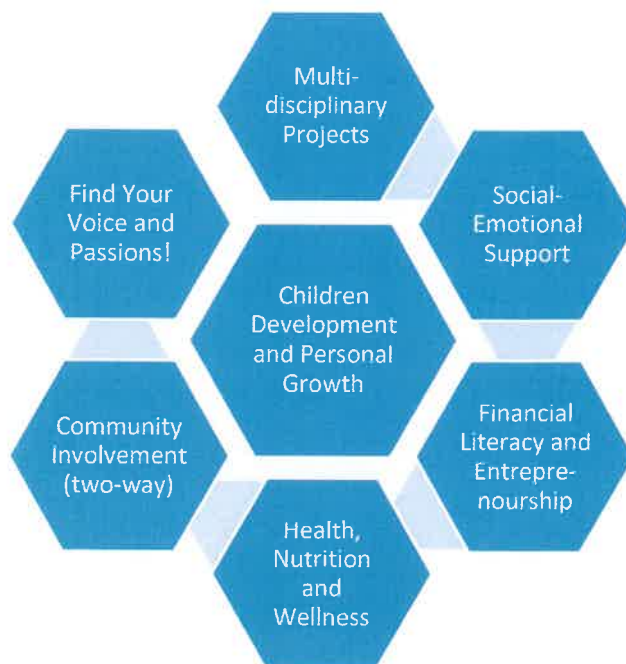 Multi-
disciplinary
Projects
Social-
Emotional
Support
Financial
Literacy and
Entrepre-
nourship
Health,
Nutrition
and
Wellness
Community
Involvement
(two-way)
Find Your
Voice and
Passions!
Children
Development
and Personal
Growth